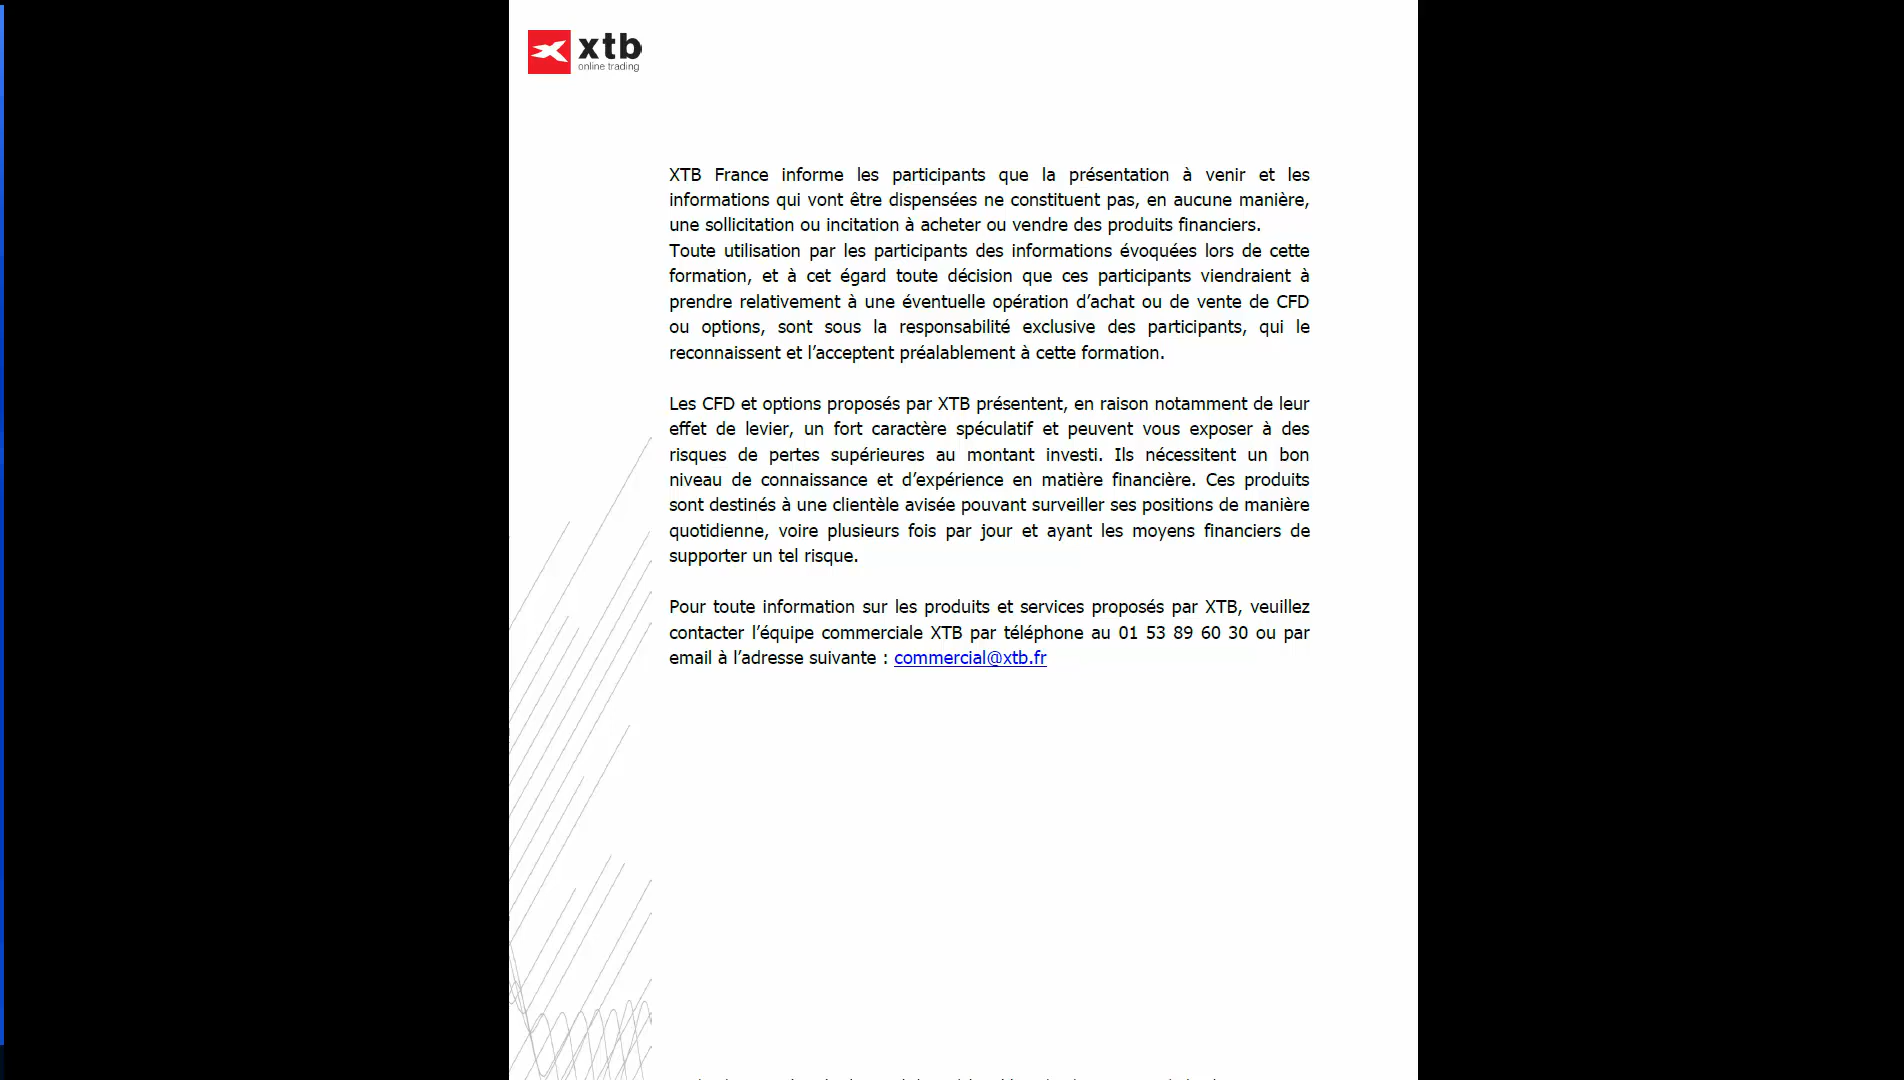 xtb
online trading
XTB France informe les participants que la présentation à venir et les
informations qui vont être dispensées ne constituent pas, en aucune manière,
une sollicitation ou incitation à acheter ou vendre des produits financiers.
Toute utilisation par les participants des informations évoquées lors de cette
formation, et à cet égard toute décision que ces participants viendraient à
prendre relativement à une éventuelle opération d’achat ou de vente de CFD
ou options, sont sous la responsabilité exclusive des participants, qui le
reconnaissent et l’acceptent préalablement à cette formation.
Les CFD et options proposés par XTB présentent, en raison notamment de leur
effet de levier, un fort caractère spéculatif et peuvent vous exposer à des
risques de pertes supérieures au montant investi. Ils nécessitent un bon
niveau de connaissance et d’expérience en matière financière. Ces produits
sont destinés à une clientèle avisée pouvant surveiller ses positions de manière
quotidienne, voire plusieurs fois par jour et ayant les moyens financiers de
supporter un tel risque.
Pour toute information sur les produits et services proposés par XTB, veuillez
contacter l’équipe commerciale XTB par téléphone au 01 53 89 60 30 ou par
email à l’adresse suivante : commercial@xtb.fr